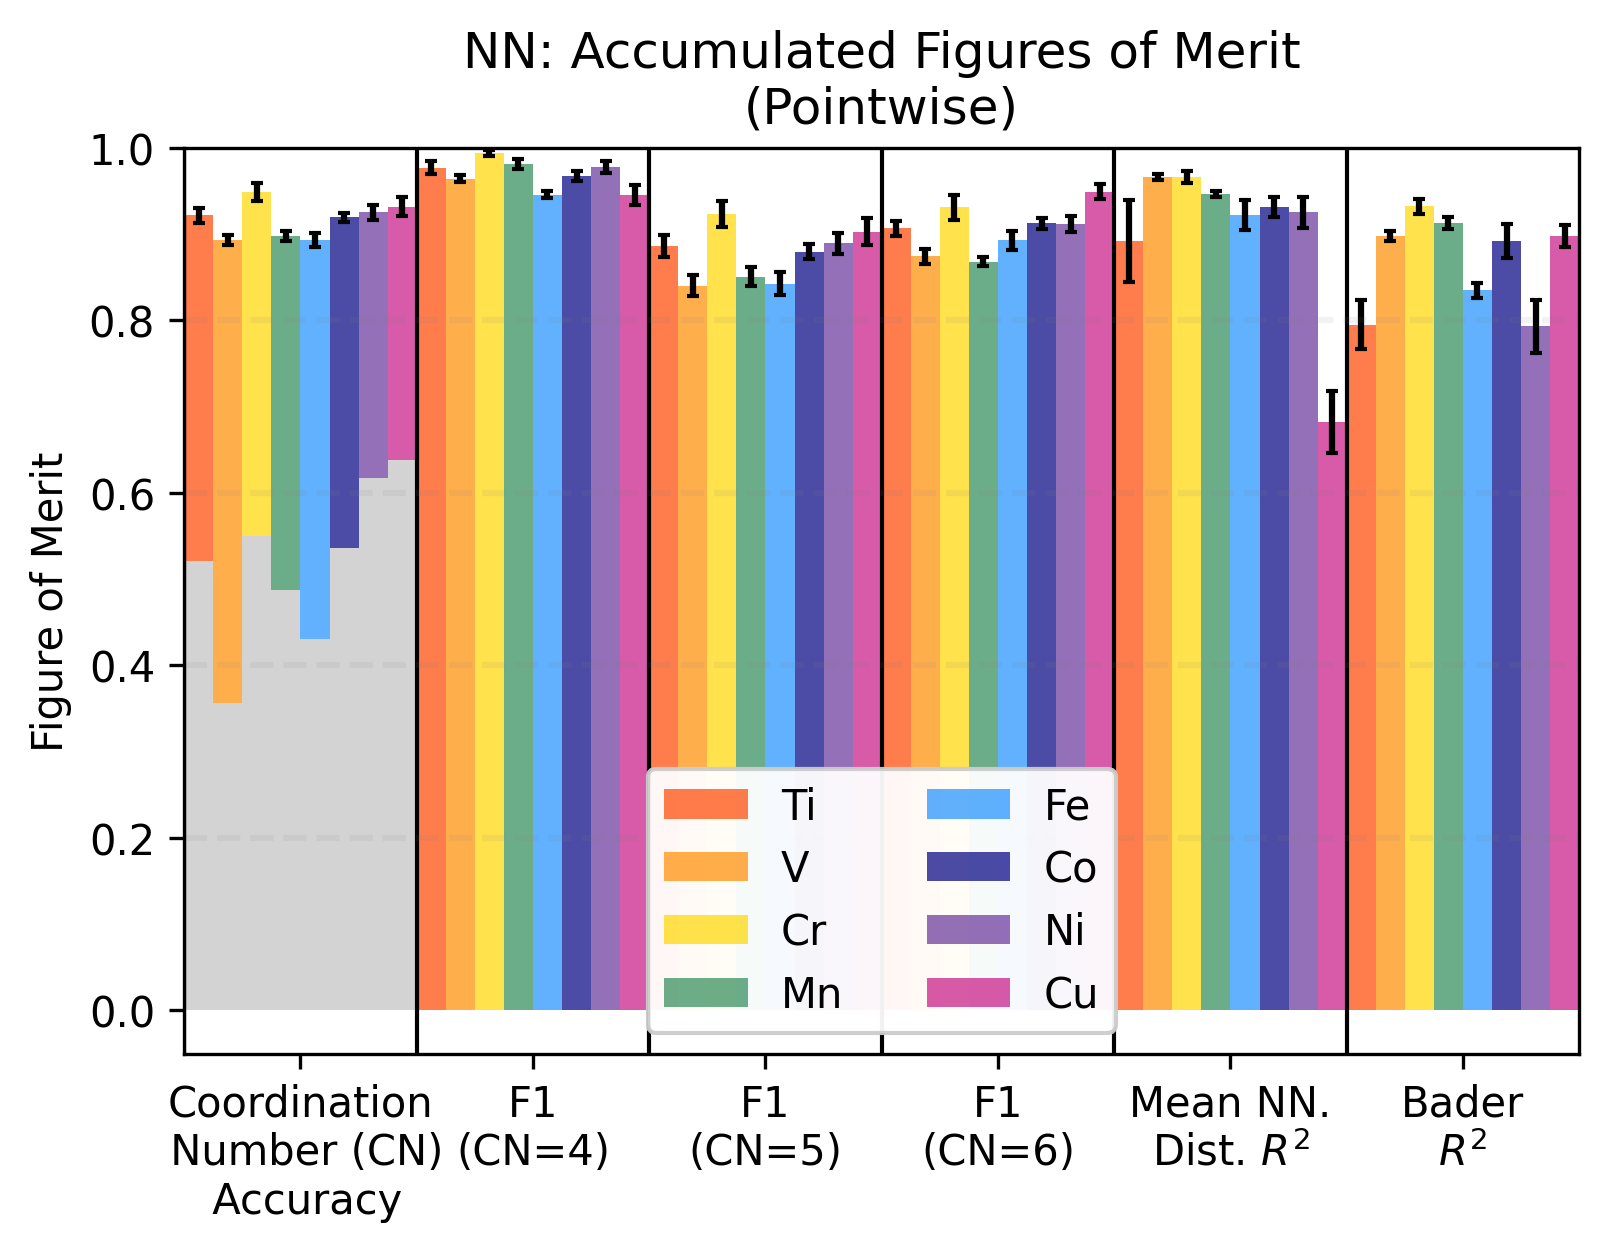 NN: Accumulated Figures of Merit
(Pointwise)
Figure of Merit
1.0
0.8
0.6
0.4
0.2
0.0
Ti
V
Cr
Mn
Fe
Co
Ni
Cu
Coordination
Number (CN)
Accuracy
F1
(CN=4)
F1
(CN=5)
F1
(CN=6)
Mean NN.
Dist. R²
Bader
R²